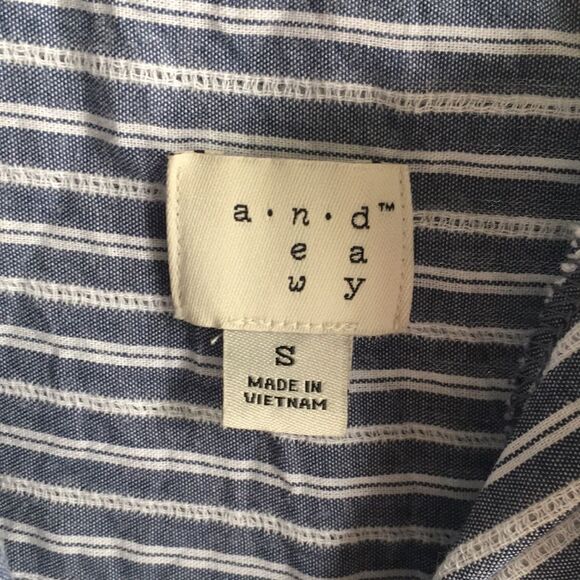 a·n·d™
e a
w y
S
MADE IN
VIETNAM